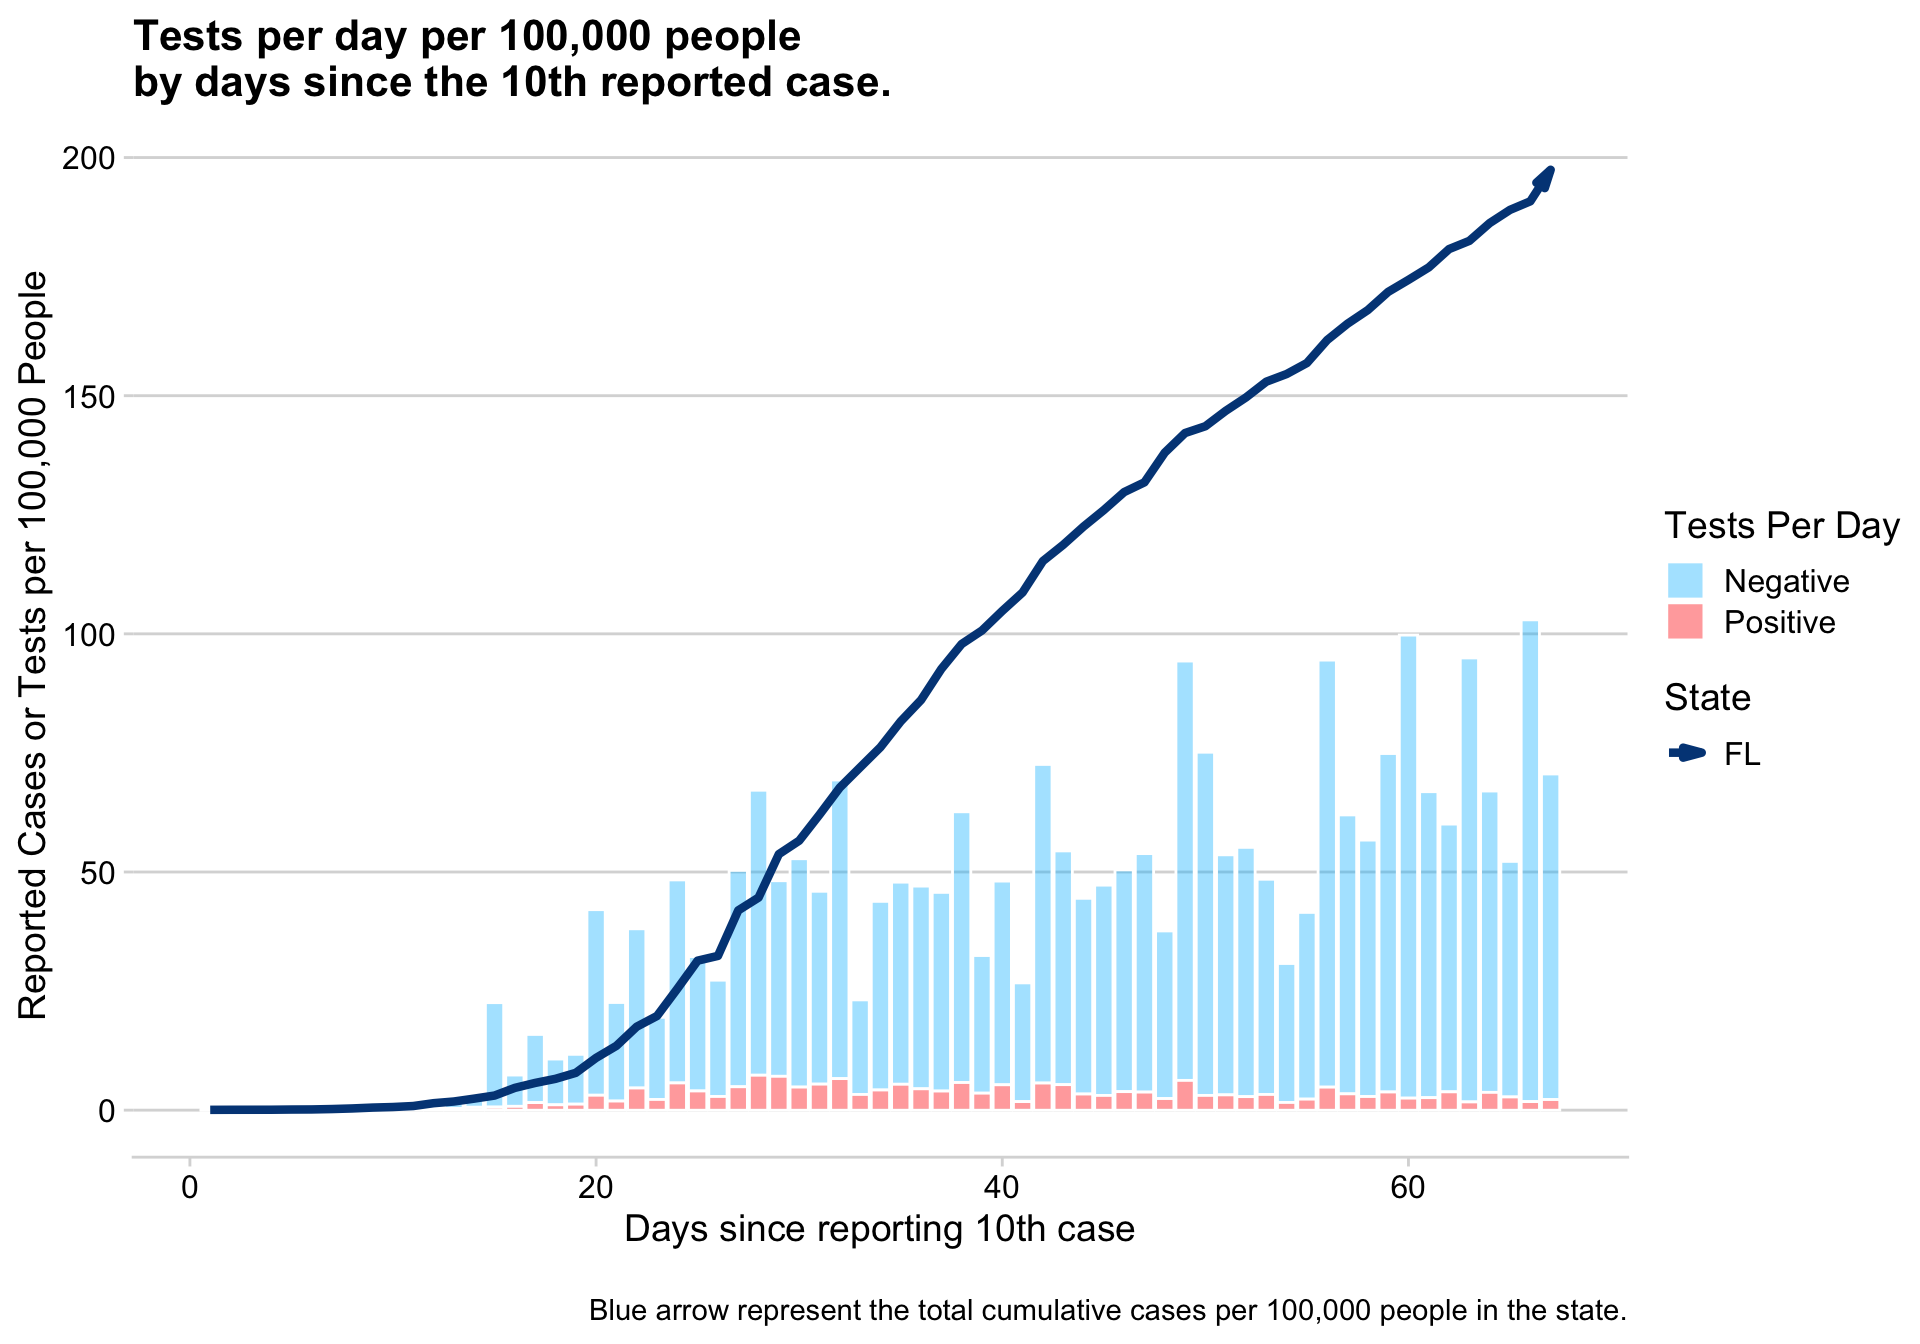 Tests per day per 100,000 people
by days since the 10th reported case.
Reported Cases or Tests per 100,000 People
200
150
100
50
0
0
20
40
60
Days since reporting 10th case
Tests Per Day
Negative
Positive
State
FL
Blue arrow represent the total cumulative cases per 100,000 people in the state.